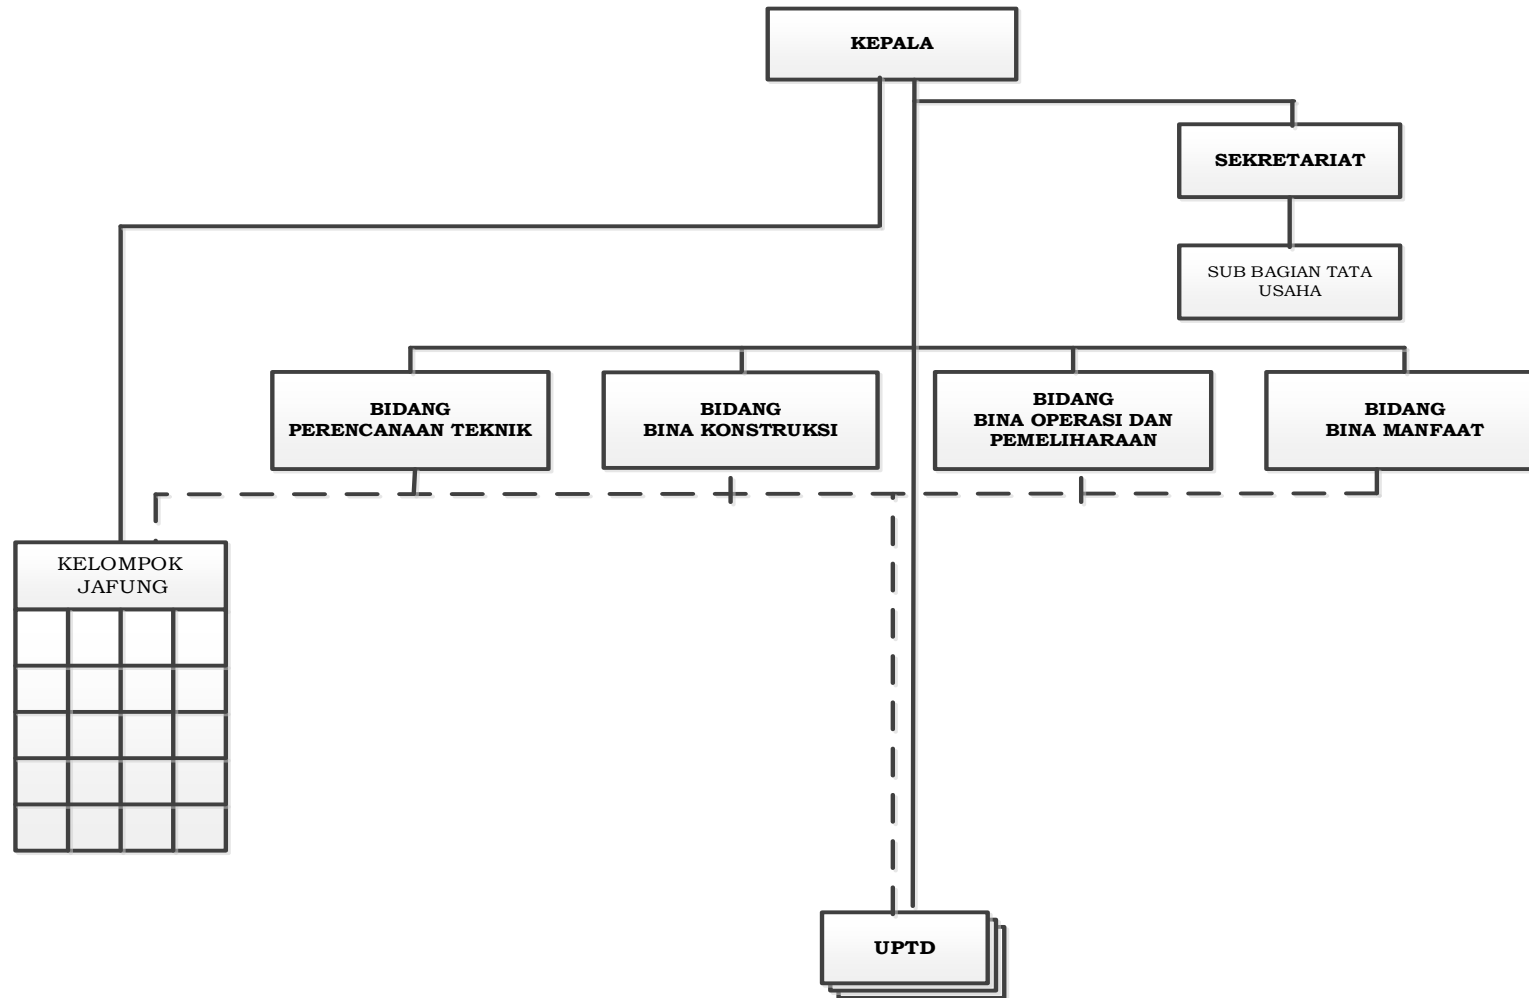 KEPALA
SEKRETARIAT
SUB BAGIAN TATA
USAHA
BIDANG
PERENCANAAN TEKNIK
BIDANG
BINA KONSTRUKSI
BIDANG
BINA OPERASI DAN
PEMELIHARAAN
BIDANG
BINA MANFAAT
KELOMPOK
JAFUNG
UPTD